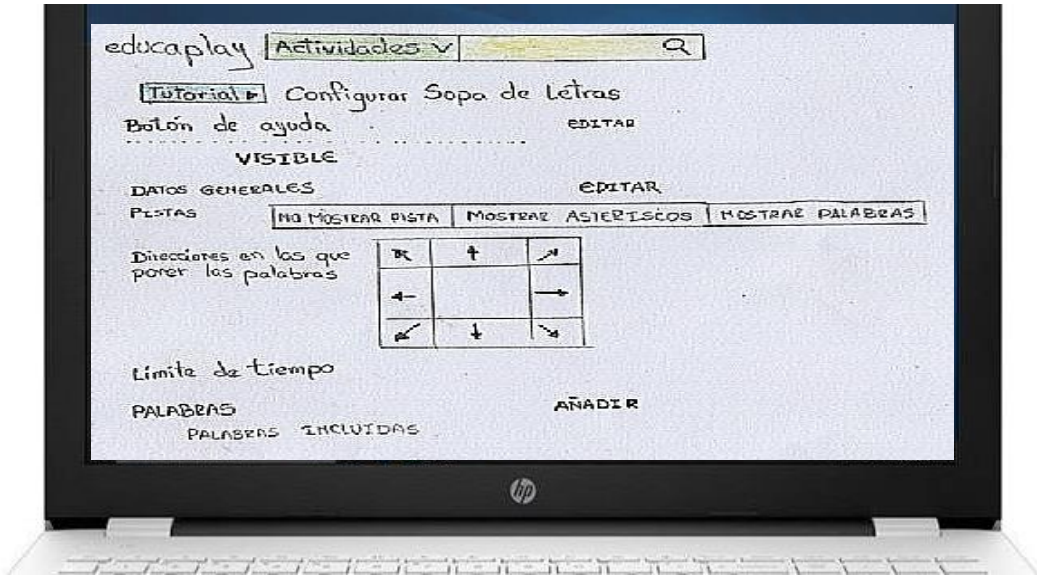 educaplay Actividades
Tutorial Configurar Sopa de Letras
Botón de ayuda EDITAR
VISIBLE
DATOS GENERALES EDITAR
PISTAS NO MOSTRAR PISTA MOSTRAR ASTERISCOS MOSTRAR PALABRAS
Direcciones en las que
poner las palabras
Límite de tiempo
PALABRAS AÑADIR
PALABRAS INCLUIDAS
hp